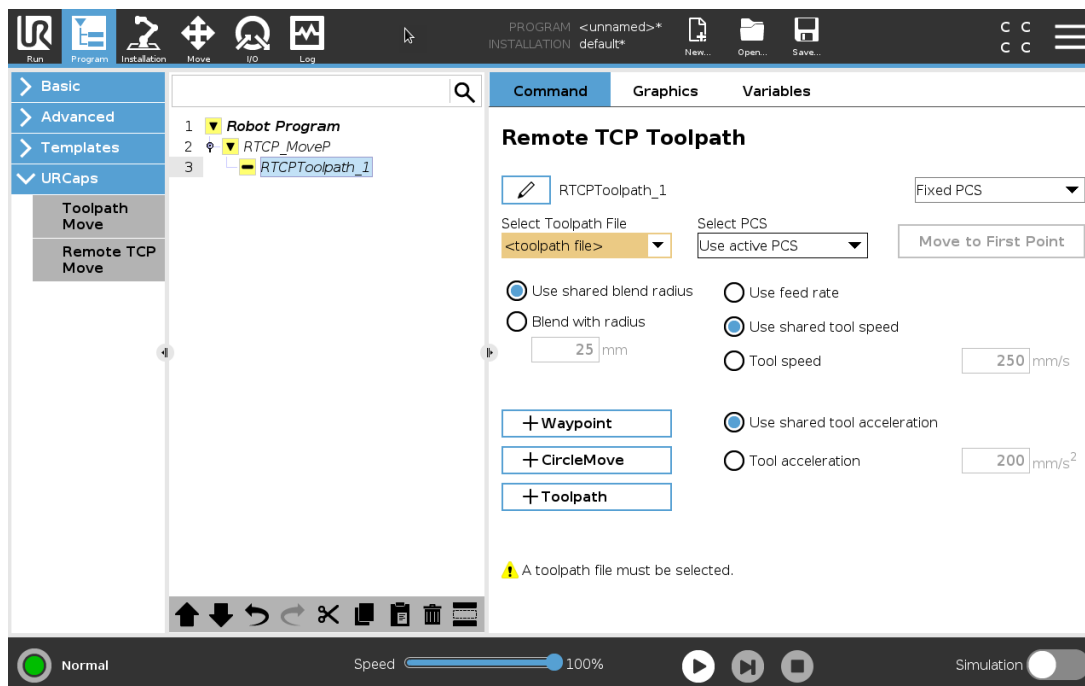 PROGRAM <unnamed>*
INSTALLATION default*
UR
Run
Program
Installation
Move
I/O
Log
New...
Open...
Save...
C C
C C
Basic
Advanced
Templates
URCaps
Toolpath
Move
Remote TCP
Move
1 Robot Program
2 RTCP_MoveP
3 RTCPToolpath_1
Command Graphics Variables
Remote TCP Toolpath
RTCPToolpath_1
Fixed PCS
Select Toolpath File
Select PCS
<toolpath file>
Use active PCS
Move to First Point
Use shared blend radius
Use feed rate
Blend with radius
Use shared tool speed
25 mm
Tool speed
250 mm/s
+ Waypoint
Use shared tool acceleration
+ CircleMove
Tool acceleration
200 mm/s²
+ Toolpath
A toolpath file must be selected.
Normal
Speed
100%
Simulation